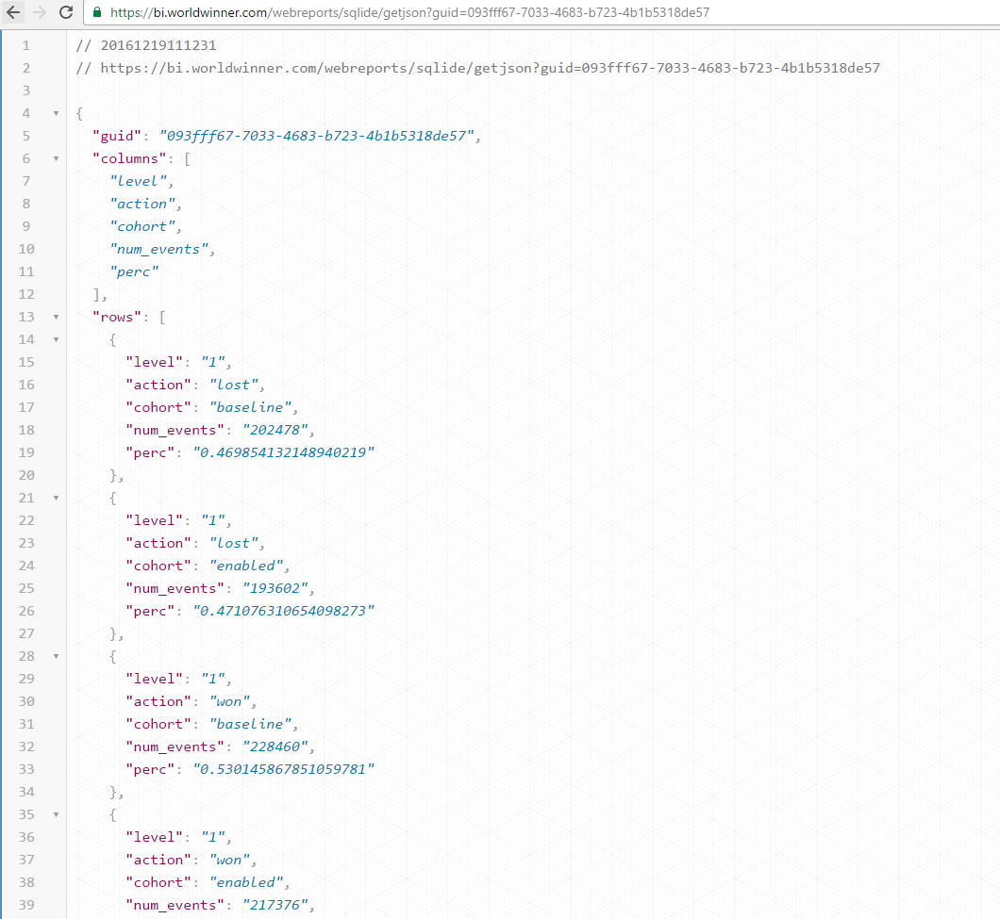 https://bi.worldwinner.com/webreports/sqlide/getjson?guid=093fff67-7033-4683-b723-4b1b5318de57
1 // 20161219111231
2 // https://bi.worldwinner.com/webreports/sqlide/getjson?guid=093fff67-7033-4683-b723-4b1b5318de57
3
4 {
5 "guid": "093fff67-7033-4683-b723-4b1b5318de57",
6 "columns": [
7 "level",
8 "action",
9 "cohort",
10 "num_events",
11 "perc"
12 ],
13 "rows": [
14 {
15 "level": "1",
16 "action": "lost",
17 "cohort": "baseline",
18 "num_events": "202478",
19 "perc": "0.469854132148940219"
20 },
21 {
22 "level": "1",
23 "action": "lost",
24 "cohort": "enabled",
25 "num_events": "193602",
26 "perc": "0.471076310654098273"
27 },
28 {
29 "level": "1",
30 "action": "won",
31 "cohort": "baseline",
32 "num_events": "228460",
33 "perc": "0.530145867851059781"
34 },
35 {
36 "level": "1",
37 "action": "won",
38 "cohort": "enabled",
39 "num_events": "217376",